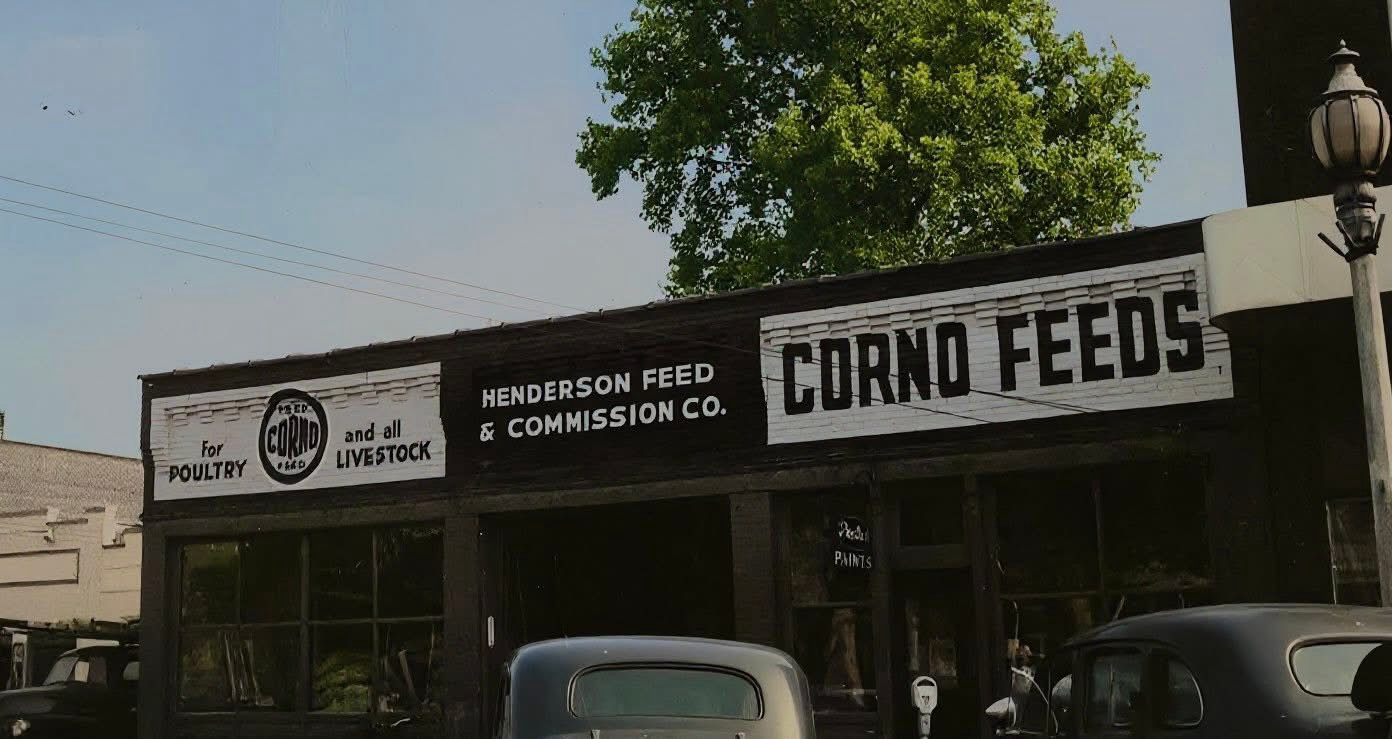 For
POULTRY
FEED
CORNO
FEED
and all
LIVESTOCK
HENDERSON FEED
& COMMISSION CO.
CORNO FEEDS
PAINTS